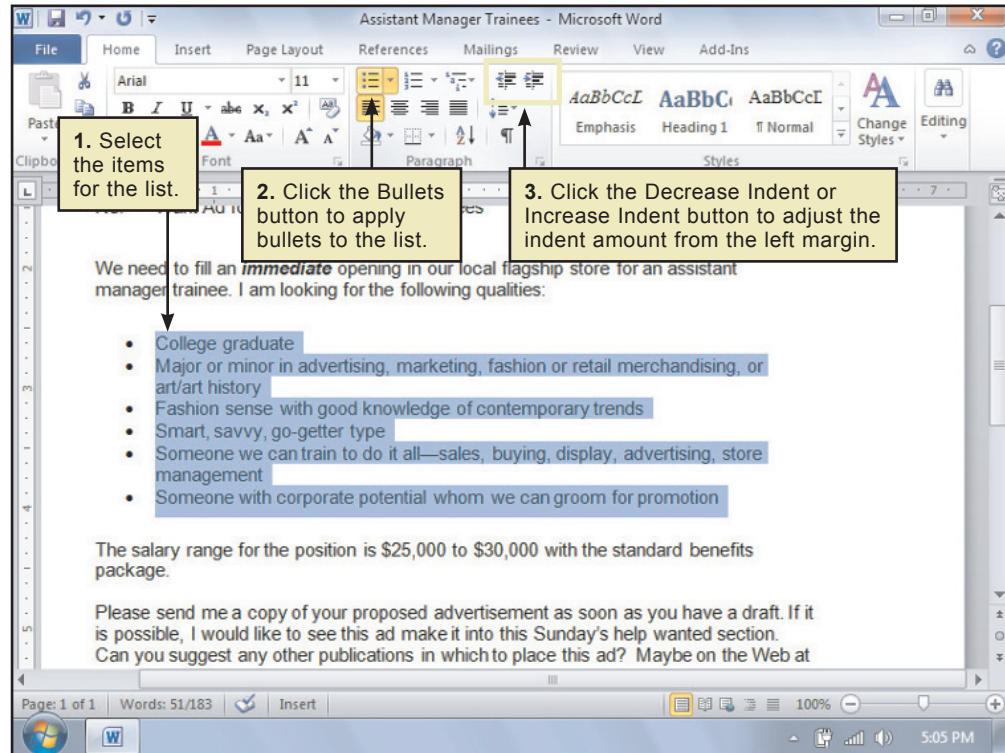 Assistant Manager Trainees - Microsoft Word
File Home Insert Page Layout References Mailings Review View Add-Ins
Arial 11
B I U abc x₂ x² Aa A A
AaBbCcI AaBbC AaBbCcI
Emphasis Heading 1 ¶ Normal
Change Styles
Editing
Font Paragraph Styles
1. Select
the items
for the list.
2. Click the Bullets
button to apply
bullets to the list.
3. Click the Decrease Indent or
Increase Indent button to adjust the
indent amount from the left margin.
We need to fill an immediate opening in our local flagship store for an assistant
manager trainee. I am looking for the following qualities:
• College graduate
• Major or minor in advertising, marketing, fashion or retail merchandising, or
art/art history
• Fashion sense with good knowledge of contemporary trends
• Smart, savvy, go-getter type
• Someone we can train to do it all—sales, buying, display, advertising, store
management
• Someone with corporate potential whom we can groom for promotion
The salary range for the position is $25,000 to $30,000 with the standard benefits
package.
Please send me a copy of your proposed advertisement as soon as you have a draft. If it
is possible, I would like to see this ad make it into this Sunday's help wanted section.
Can you suggest any other publications in which to place this ad? Maybe on the Web at
Page: 1 of 1 Words: 51/183 Insert 100%
5:05 PM